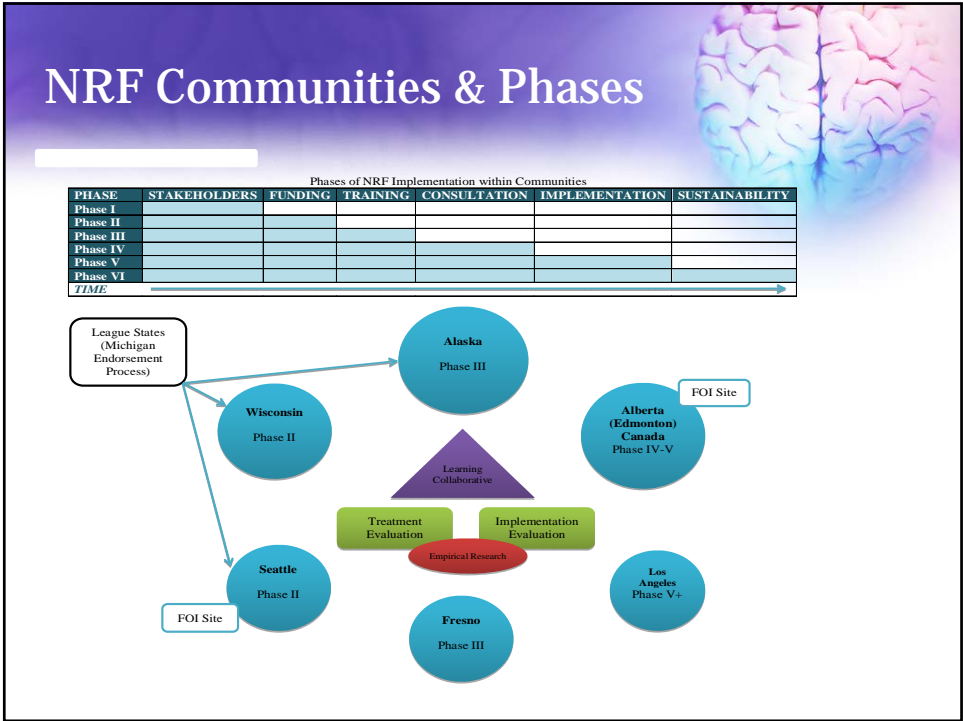 NRF Communities & Phases
Phases of NRF Implementation within Communities
PHASE STAKEHOLDERS FUNDING TRAINING CONSULTATION IMPLEMENTATION SUSTAINABILITY
Phase I
Phase II
Phase III
Phase IV
Phase V
Phase VI
TIME
League States
(Michigan
Endorsement
Process)
Alaska
Phase III
Wisconsin
Phase II
FOI Site
Alberta
(Edmonton)
Canada
Phase IV-V
Learning
Collaborative
Treatment
Evaluation
Implementation
Evaluation
Empirical Research
Seattle
Phase II
FOI Site
Los
Angeles
Phase V+
Fresno
Phase III